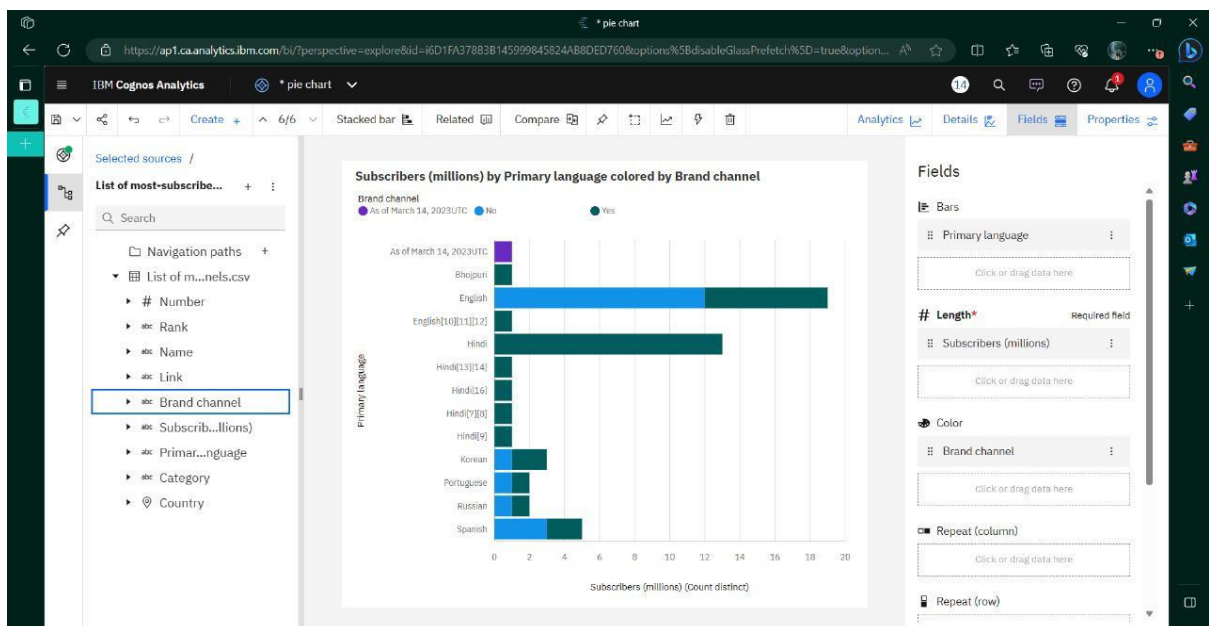 * pie chart
https://ap1.ca.analytics.ibm.com/bi/?perspective=explore&id=i6D1FA378B3B145999845824AB8DED760&options%5BdisableGlassPrefetch%5D=true&option...
IBM Cognos Analytics
* pie chart
14
1
Create +
6/6
Stacked bar
Related
Compare
Analytics
Details
Fields
Properties
Selected sources /
List of most-subscribe... +
Search
Navigation paths +
List of m...nels.csv
# Number
abc Rank
abc Name
abc Link
abc Brand channel
abc Subscrib...llions)
abc Primar...nguage
abc Category
Country
Subscribers (millions) by Primary language colored by Brand channel
Brand channel
As of March 14, 2023UTC No Yes
Primary language
As of March 14, 2023UTC
Bhojpuri
English
English[10][11][12]
Hindi
Hindi[13][14]
Hindi[16]
Hindi[7][8]
Hindi[9]
Korean
Portuguese
Russian
Spanish
0 2 4 6 8 10 12 14 16 18 20
Subscribers (millions) (Count distinct)
Fields
Bars
Primary language
Click or drag data here
# Length* Required field
Subscribers (millions)
Click or drag data here
Color
Brand channel
Click or drag data here
Repeat (column)
Click or drag data here
Repeat (row)